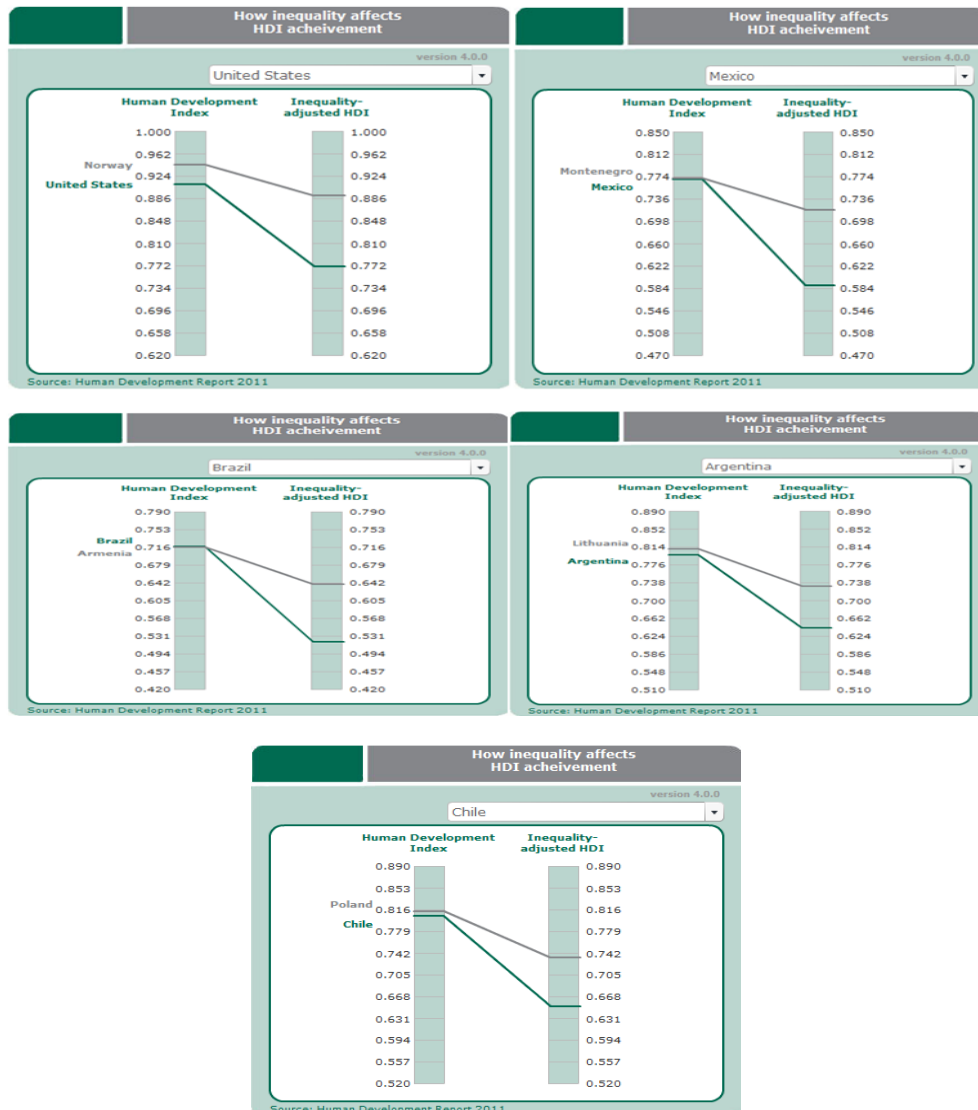 How inequality affects
HDI acheivement
version 4.0.0
United States
Human Development Inequality-
Index adjusted HDI
1.000 1.000
0.962 0.962
Norway
0.924 0.924
United States
0.886 0.886
0.848 0.848
0.810 0.810
0.772 0.772
0.734 0.734
0.696 0.696
0.658 0.658
0.620 0.620
Source: Human Development Report 2011
How inequality affects
HDI acheivement
version 4.0.0
Mexico
Human Development Inequality-
Index adjusted HDI
0.850 0.850
0.812 0.812
Montenegro
0.774 0.774
Mexico
0.736 0.736
0.698 0.698
0.660 0.660
0.622 0.622
0.584 0.584
0.546 0.546
0.508 0.508
0.470 0.470
Source: Human Development Report 2011
How inequality affects
HDI acheivement
version 4.0.0
Brazil
Human Development Inequality-
Index adjusted HDI
0.790 0.790
0.753 0.753
Brazil
0.716 0.716
Armenia
0.679 0.679
0.642 0.642
0.605 0.605
0.568 0.568
0.531 0.531
0.494 0.494
0.457 0.457
0.420 0.420
Source: Human Development Report 2011
How inequality affects
HDI acheivement
version 4.0.0
Argentina
Human Development Inequality-
Index adjusted HDI
0.890 0.890
0.852 0.852
Lithuania 0.814 0.814
Argentina 0.776 0.776
0.738 0.738
0.700 0.700
0.662 0.662
0.624 0.624
0.586 0.586
0.548 0.548
0.510 0.510
Source: Human Development Report 2011
How inequality affects
HDI acheivement
version 4.0.0
Chile
Human Development Inequality-
Index adjusted HDI
0.890 0.890
0.853 0.853
Poland
0.816 0.816
Chile
0.779 0.779
0.742 0.742
0.705 0.705
0.668 0.668
0.631 0.631
0.594 0.594
0.557 0.557
0.520 0.520
Source: Human Development Report 2011